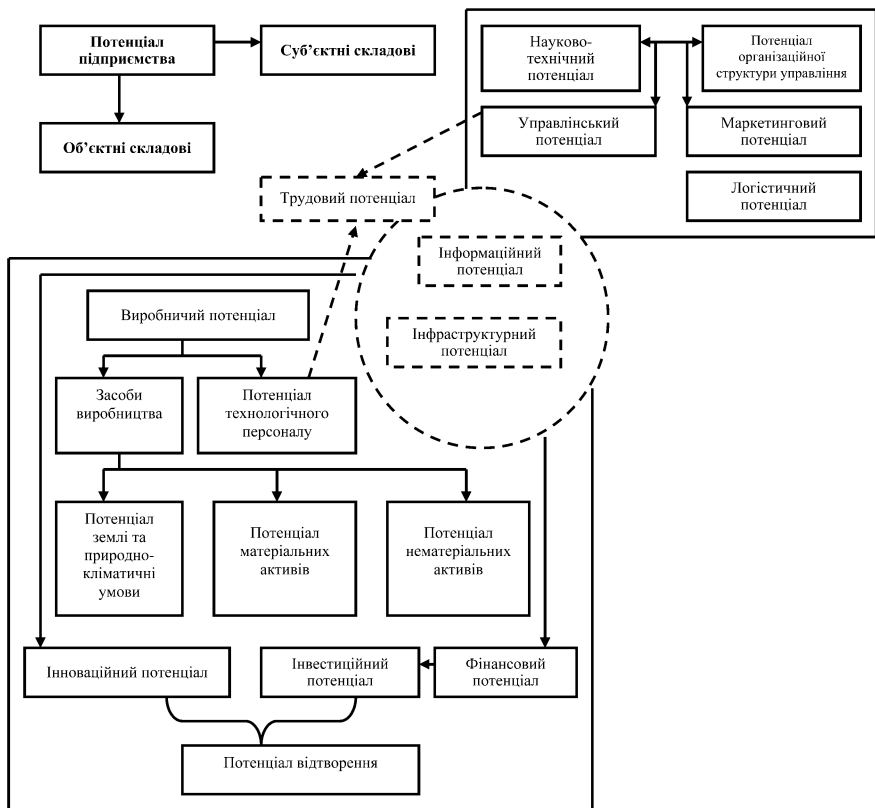 Потенціал
підприємства
Суб’єктні складові
Науково-
технічний
потенціал
Потенціал
організаційної
структури управління
Об’єктні складові
Управлінський
потенціал
Маркетинговий
потенціал
Трудовий потенціал
Логістичний
потенціал
Інформаційний
потенціал
Виробничий потенціал
Інфраструктурний
потенціал
Засоби
виробництва
Потенціал
технологічного
персоналу
Потенціал
землі та
природно-
кліматичні
умови
Потенціал
матеріальних
активів
Потенціал
нематеріальних
активів
Інноваційний потенціал
Інвестиційний
потенціал
Фінансовий
потенціал
Потенціал відтворення